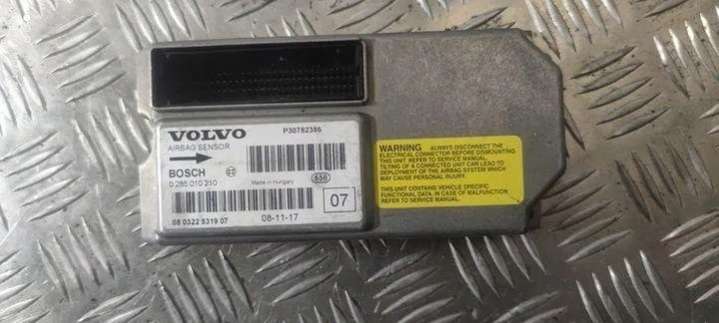 VOLVO
P30782386
AIRBAG SENSOR
BOSCH
0 285 010 210
Made in Hungary
636
07
08 0322 5319 07
08-11-17
WARNING ALWAYS DISCONNECT THE
ELECTRICAL CONNECTOR BEFORE DISMOUNTING
THIS UNIT REFER TO SERVICE MANUAL.
TILTING OF A CONNECTED UNIT CAN LEAD TO
DEPLOYMENT OF THE AIRBAG SYSTEM WHICH
MAY CAUSE PERSONAL INJURY.
THIS UNIT CONTAINS VEHICLE SPECIFIC
FUNCTIONAL DATA, IN CASE OF MALFUNCTION
REFER TO SERVICE MANUAL.